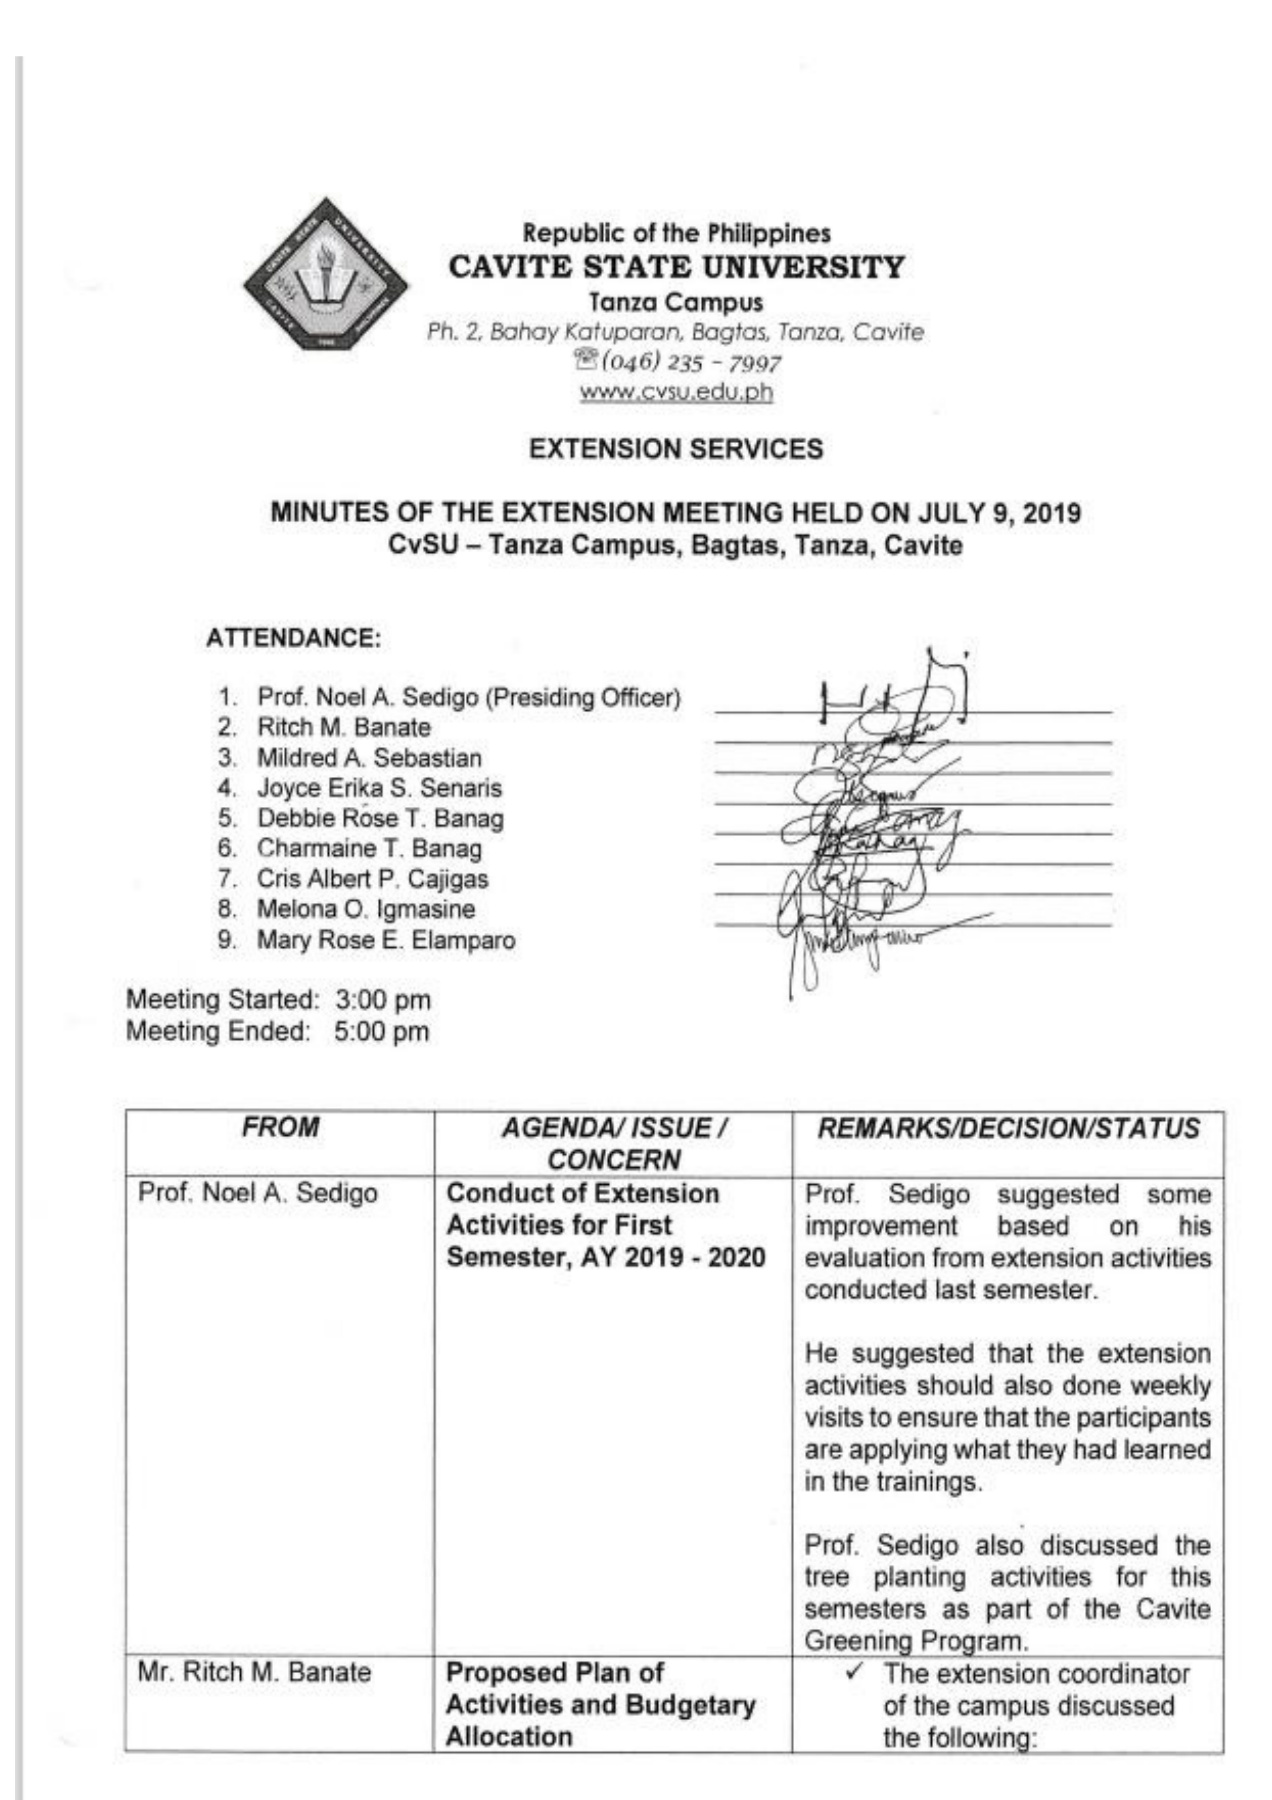 Republic of the Philippines
CAVITE STATE UNIVERSITY
Tanza Campus
Ph. 2, Bahay Katuparan, Bagtas, Tanza, Cavite
☏(046) 235 – 7997
www.cvsu.edu.ph
CAVITE STATE UNIVERSITY
CAVITE
PHILIPPINES
EXTENSION SERVICES
MINUTES OF THE EXTENSION MEETING HELD ON JULY 9, 2019
CvSU – Tanza Campus, Bagtas, Tanza, Cavite
ATTENDANCE:
1. Prof. Noel A. Sedigo (Presiding Officer)
2. Ritch M. Banate
3. Mildred A. Sebastian
4. Joyce Erika S. Senaris
5. Debbie Rose T. Banag
6. Charmaine T. Banag
7. Cris Albert P. Cajigas
8. Melona O. Igmasine
9. Mary Rose E. Elamparo
Meeting Started: 3:00 pm
Meeting Ended: 5:00 pm
FROM
AGENDA/ ISSUE /
CONCERN
REMARKS/DECISION/STATUS
Prof. Noel A. Sedigo
Conduct of Extension
Activities for First
Semester, AY 2019 - 2020
Prof. Sedigo suggested some
improvement based on his
evaluation from extension activities
conducted last semester.
He suggested that the extension
activities should also done weekly
visits to ensure that the participants
are applying what they had learned
in the trainings.
Prof. Sedigo also discussed the
tree planting activities for this
semesters as part of the Cavite
Greening Program.
Mr. Ritch M. Banate
Proposed Plan of
Activities and Budgetary
Allocation
✓ The extension coordinator
of the campus discussed
the following: